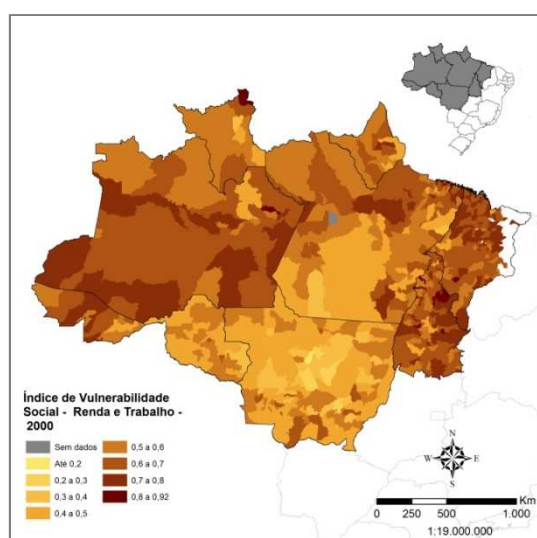 Índice de Vulnerabilidade
Social - Renda e Trabalho -
2000
Sem dados
Até 0,2
0,2 a 0,3
0,3 a 0,4
0,4 a 0,5
0,5 a 0,6
0,6 a 0,7
0,7 a 0,8
0,8 a 0,92
N
W
E
S
Km
0 250 500 1.000
1:19.000.000